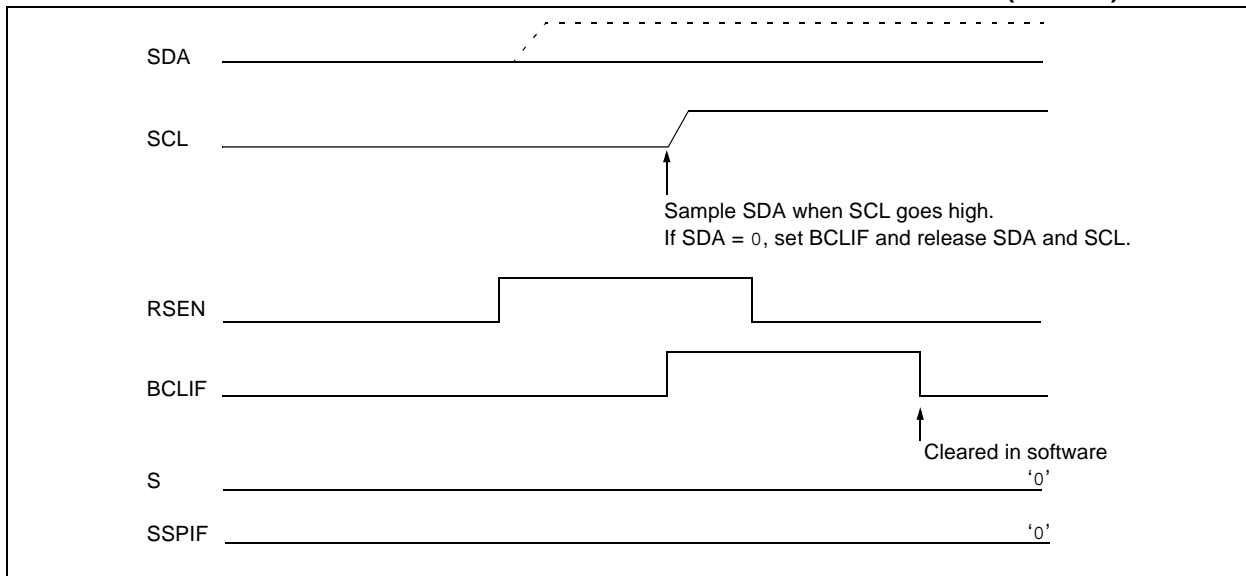 SDA
SCL
Sample SDA when SCL goes high.
If SDA = 0, set BCLIF and release SDA and SCL.
RSEN
BCLIF
Cleared in software
S
‘0’
SSPIF
‘0’